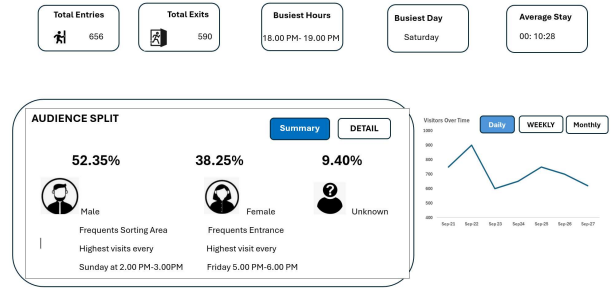 Total Entries
656
Total Exits
590
Busiest Hours
18.00 PM- 19.00 PM
Busiest Day
Saturday
Average Stay
00: 10:28
AUDIENCE SPLIT
Summary
DETAIL
52.35%
38.25%
9.40%
Male
Female
Unknown
Frequents Sorting Area
Frequents Entrance
Highest visits every
Highest visit every
Sunday at 2.00 PM-3.00PM
Friday 5.00 PM-6.00 PM
Visitors Over Time
Daily
WEEKLY
Monthly
1000
900
800
700
600
500
400
Sep-21
Sep-22
Sep-23
Sep24
Sep-25
Sep-26
Sep-27